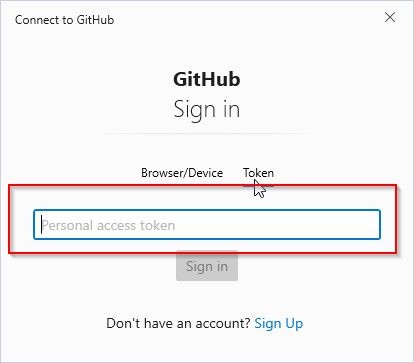 Connect to GitHub
GitHub
Sign in
Browser/Device Token
Personal access token
Sign in
Don't have an account? Sign Up